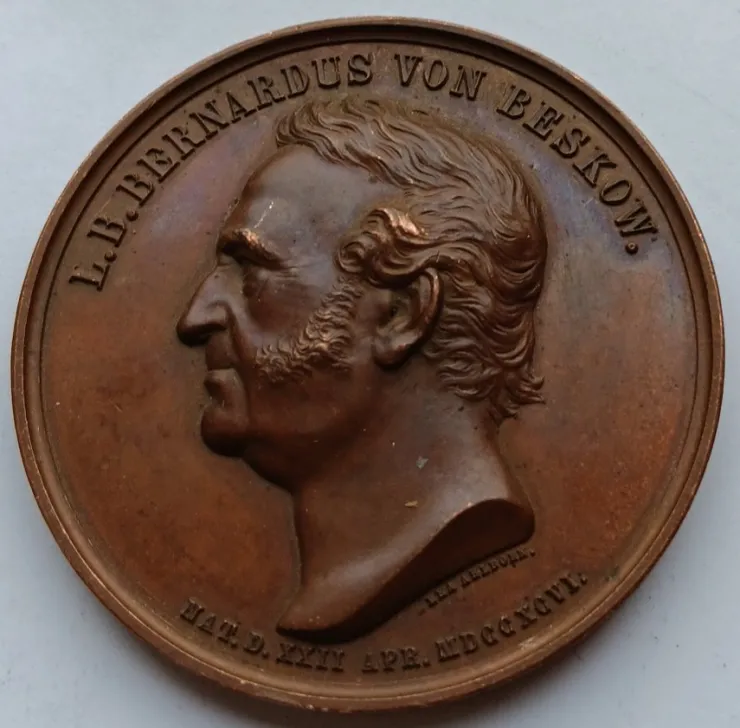 L. B. BERNARDUS VON BESKOW.
LEA AHLBORN.
NAT. D. XXII APR. MDCCXCVI.